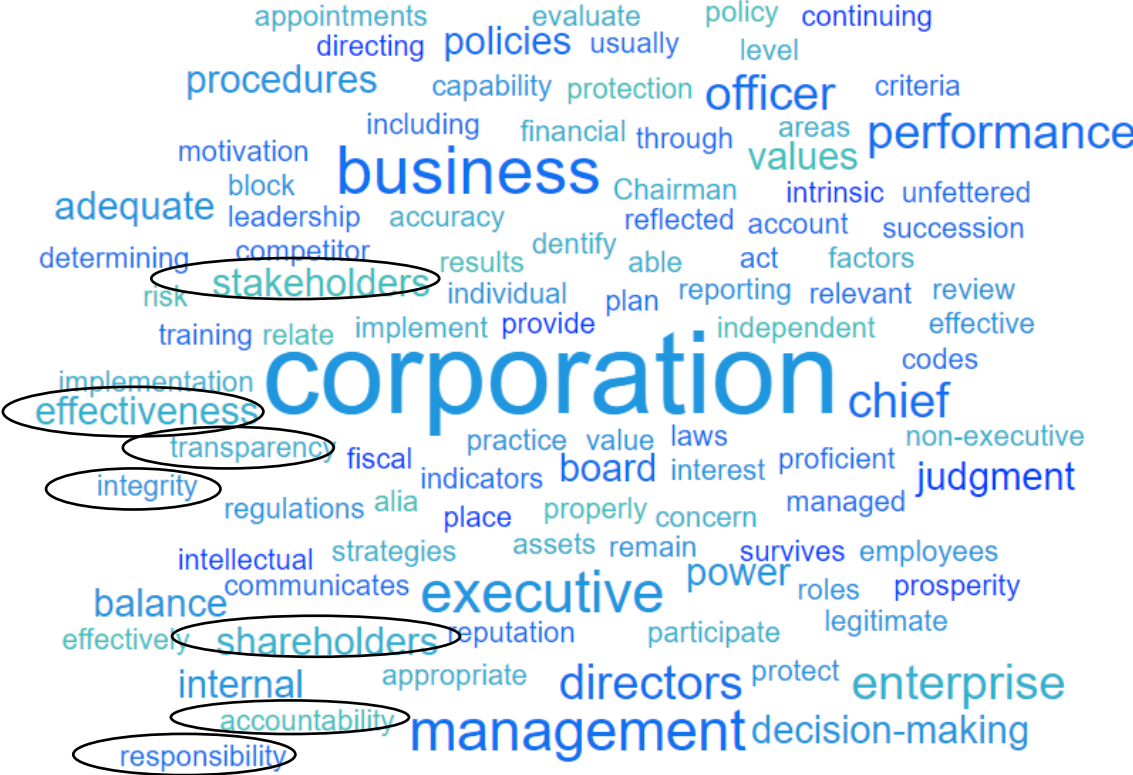 appointments evaluate policy continuing
directing policies usually level
procedures capability protection officer criteria
including financial through areas performance
motivation business values
block Chairman intrinsic unfettered
adequate leadership accuracy reflected account succession
determining competitor results dentify able act factors
stakeholders individual plan reporting relevant review
risk
training relate implement provide independent effective
implementation corporation codes
effectiveness chief
transparency fiscal practice value laws non-executive
integrity indicators board interest proficient judgment
regulations alia place properly concern managed
intellectual strategies assets remain survives employees
balance communicates executive power roles prosperity
effectively shareholders reputation participate legitimate
internal appropriate directors protect enterprise
accountability management decision-making
responsibility